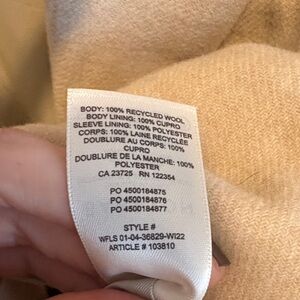 BODY: 100% RECYCLED WOOL
BODY LINING: 100% CUPRO
SLEEVE LINING: 100% POLYESTER
CORPS: 100% LAINE RECYCLÉE
DOUBLURE AU CORPS: 100%
CUPRO
DOUBLURE DE LA MANCHE: 100%
POLYESTER
CA 23725 RN 122354
PO 4500184875
PO 4500184876
PO 4500184877
STYLE #
WFLS 01-04-36829-WI22
ARTICLE # 103810